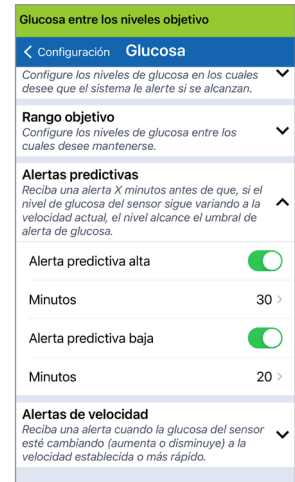 Glucosa entre los niveles objetivo
Configuración Glucosa
Configure los niveles de glucosa en los cuales
desee que el sistema le alerte si se alcanzan.
Rango objetivo
Configure los niveles de glucosa entre los
cuales desee mantenerse.
Alertas predictivas
Reciba una alerta X minutos antes de que, si el
nivel de glucosa del sensor sigue variando a la
velocidad actual, el nivel alcance el umbral de
alerta de glucosa.
Alerta predictiva alta
Minutos 30
Alerta predictiva baja
Minutos 20
Alertas de velocidad
Reciba una alerta cuando la glucosa del sensor
esté cambiando (aumenta o disminuye) a la
velocidad establecida o más rápido.